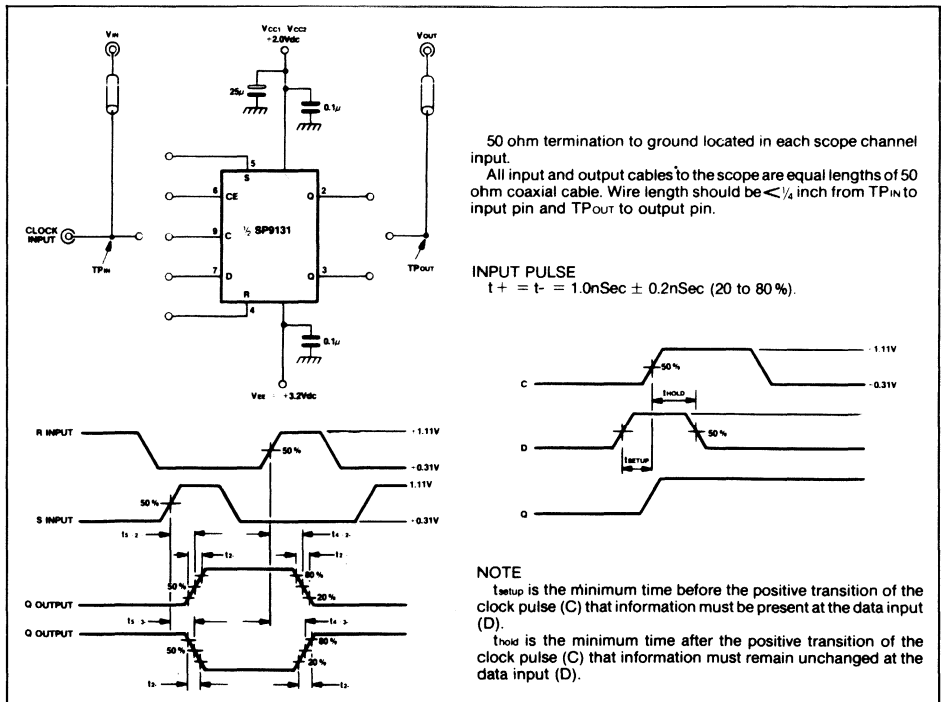 VIN
VCC1 VCC2
+2.0Vdc
VOUT
25μ
0.1μ
5
S
6
CE
Q
2
CLOCK
INPUT
9
C
½ SP9131
7
D
Q
3
R
4
TPIN
TPOUT
0.1μ
VEE
3.2Vdc
50 ohm termination to ground located in each scope channel
input.
All input and output cables to the scope are equal lengths of 50
ohm coaxial cable. Wire length should be < ¼ inch from TPIN to
input pin and TPOUT to output pin.
INPUT PULSE
t + = t- = 1.0nSec ± 0.2nSec (20 to 80%).
C
50%
1.11V
0.31V
tHOLD
D
50%
tSETUP
Q
R INPUT
50%
1.11V
0.31V
S INPUT
50%
1.11V
0.31V
Q OUTPUT
50%
80%
20%
Q OUTPUT
50%
80%
20%
NOTE
tsetup is the minimum time before the positive transition of the
clock pulse (C) that information must be present at the data input
(D).
thold is the minimum time after the positive transition of the
clock pulse (C) that information must remain unchanged at the
data input (D).